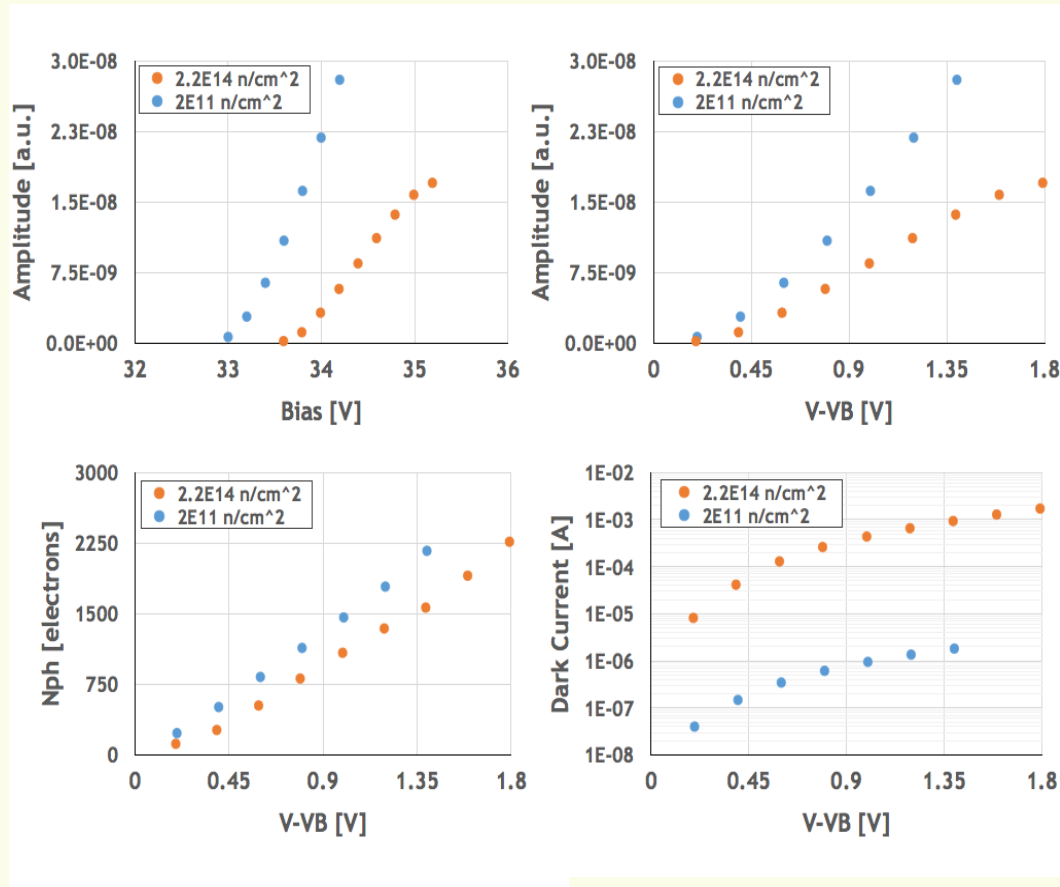 3.0E-08
2.3E-08
1.5E-08
7.5E-09
0.0E+00
Amplitude [a.u.]
2.2E14 n/cm^2
2E11 n/cm^2
32 33 34 35 36
Bias [V]
3.0E-08
2.3E-08
1.5E-08
7.5E-09
0.0E+00
Amplitude [a.u.]
2.2E14 n/cm^2
2E11 n/cm^2
0 0.45 0.9 1.35 1.8
V-VB [V]
3000
2250
1500
750
0
Nph [electrons]
2.2E14 n/cm^2
2E11 n/cm^2
0 0.45 0.9 1.35 1.8
V-VB [V]
1E-02
1E-03
1E-04
1E-05
1E-06
1E-07
1E-08
Dark Current [A]
2.2E14 n/cm^2
2E11 n/cm^2
0 0.45 0.9 1.35 1.8
V-VB [V]